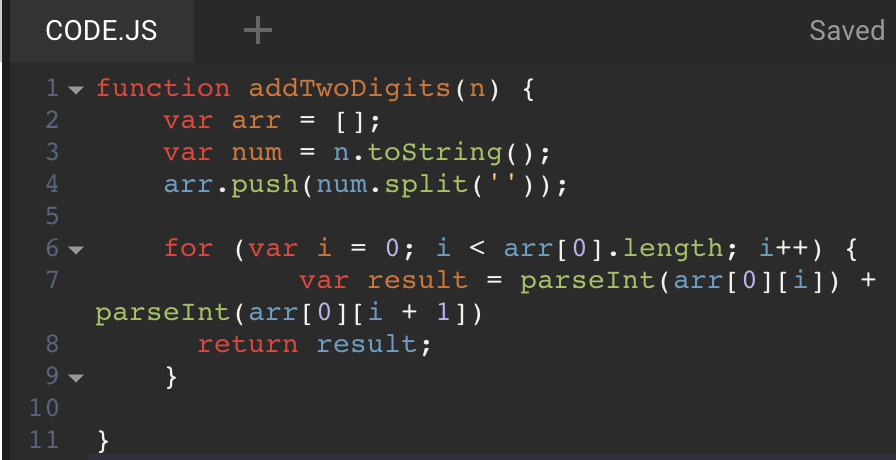 CODE.JS + Saved
1 function addTwoDigits(n) {
2 var arr = [];
3 var num = n.toString();
4 arr.push(num.split(''));
5
6 for (var i = 0; i < arr[0].length; i++) {
7 var result = parseInt(arr[0][i]) +
parseInt(arr[0][i + 1])
8 return result;
9 }
10
11 }